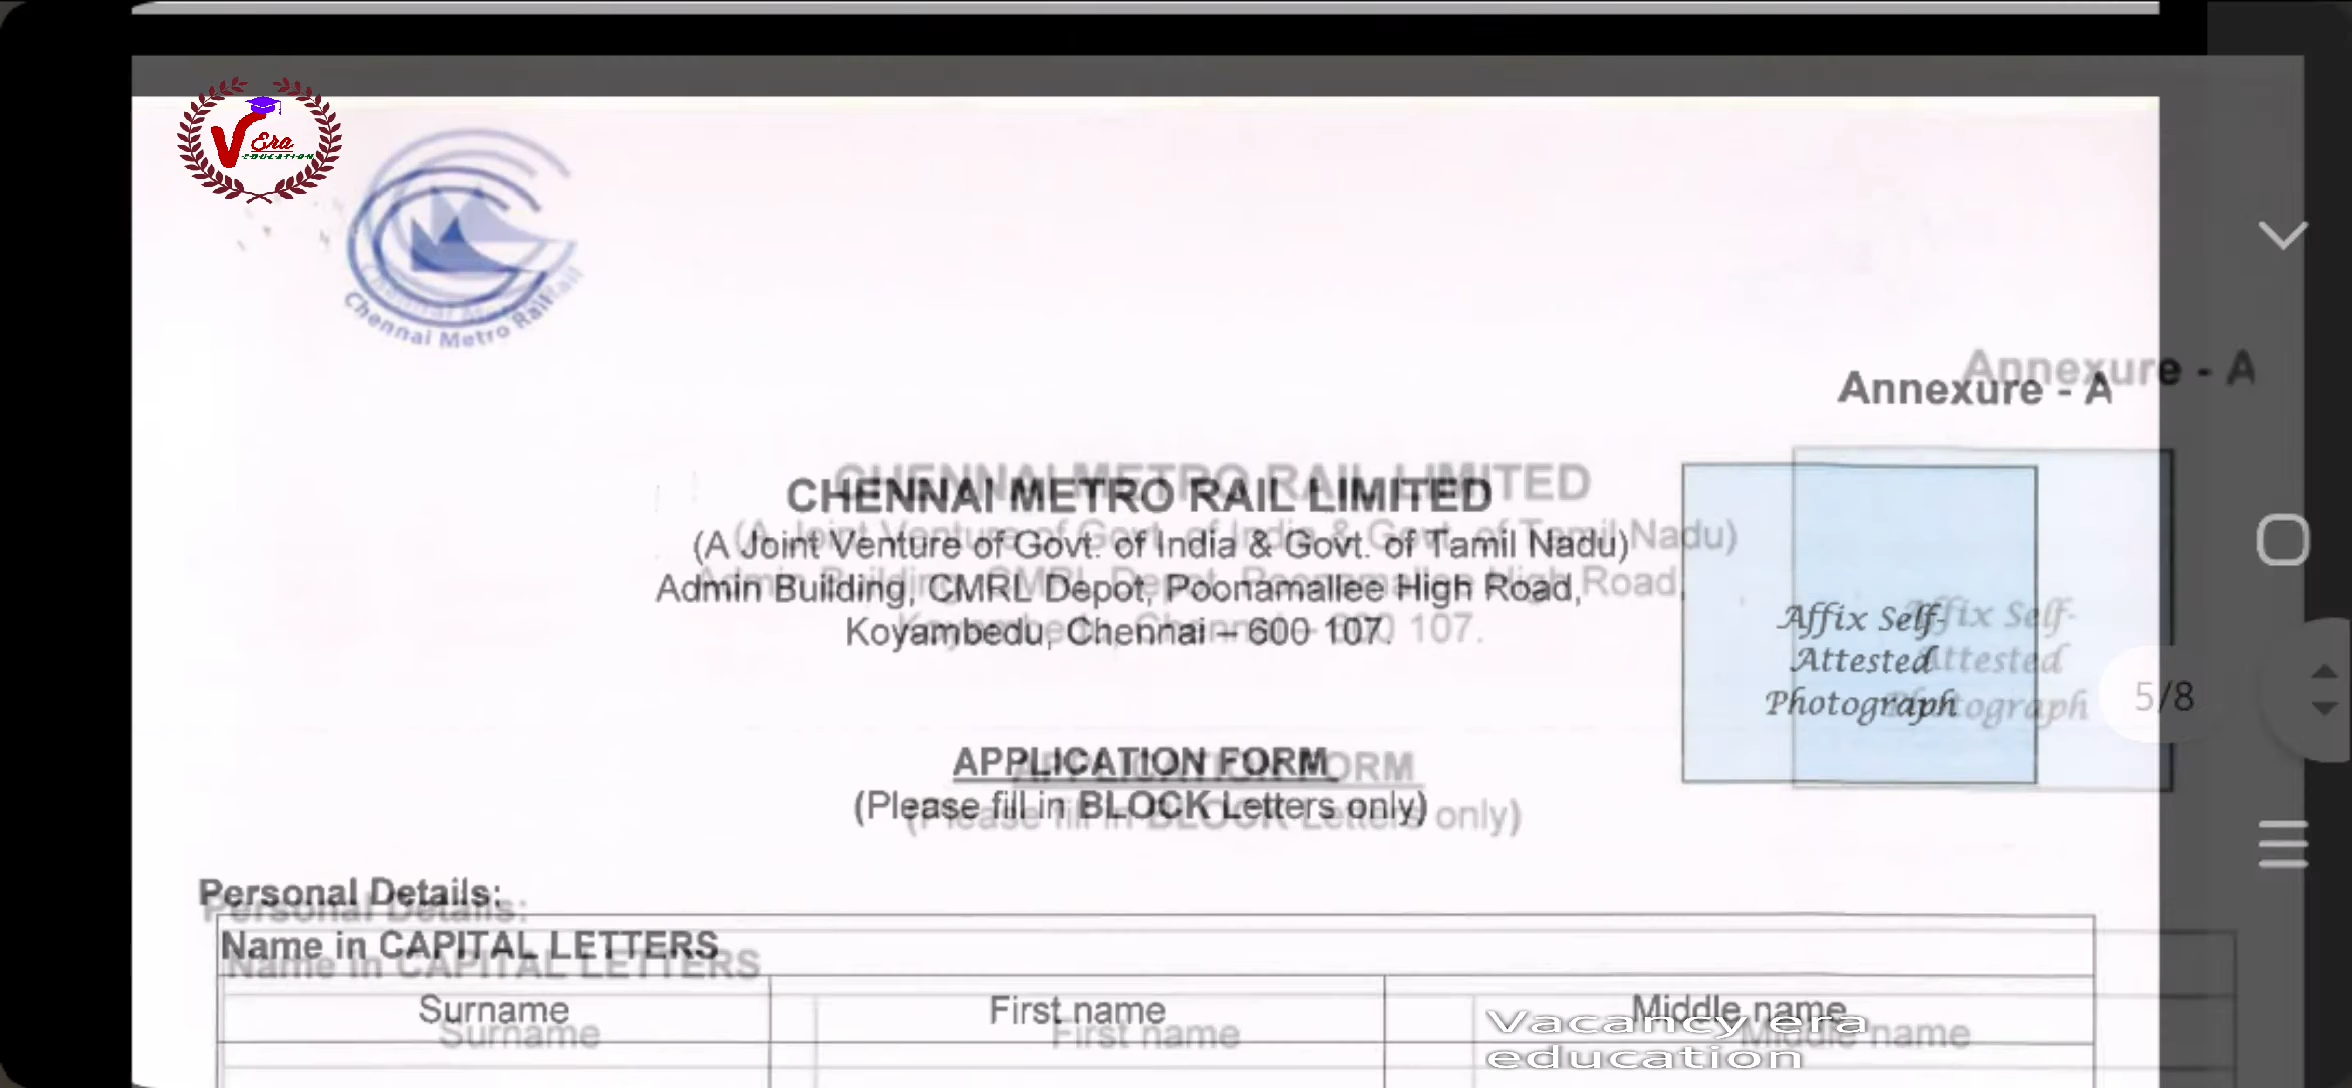 V Era
EDUCATION
Chennai Metro Rail
Annexure - A
CHENNAI METRO RAIL LIMITED
(A Joint Venture of Govt. of India & Govt. of Tamil Nadu)
Admin Building, CMRL Depot, Poonamallee High Road,
Koyambedu, Chennai – 600 107.
Affix Self-
Attested
Photograph
5/8
APPLICATION FORM
(Please fill in BLOCK Letters only)
Personal Details:
Name in CAPITAL LETTERS
Surname First name Middle name
Vacancy era
education